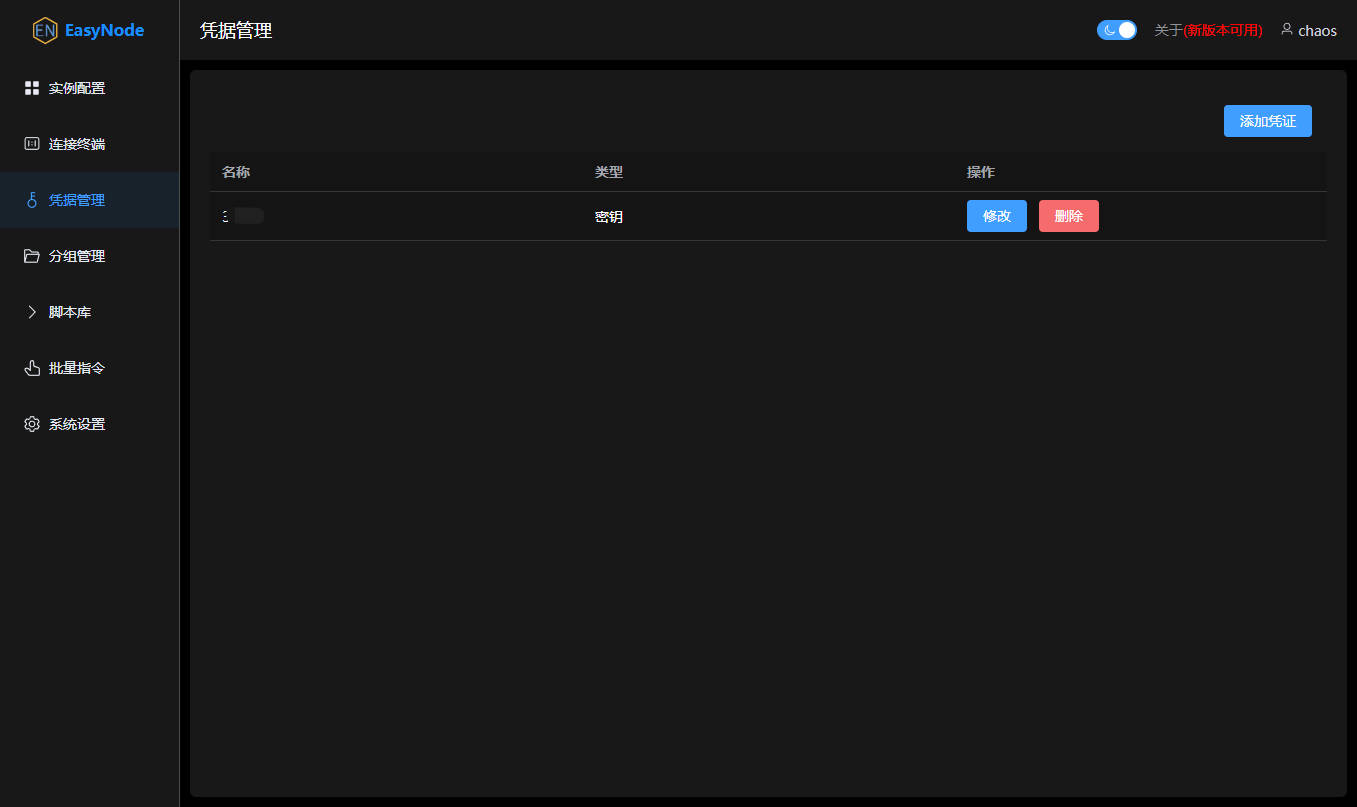 EN EasyNode
实例配置
连接终端
凭据管理
分组管理
脚本库
批量指令
系统设置
凭据管理
关于(新版本可用)
chaos
添加凭证
名称 类型 操作
密钥 修改 删除